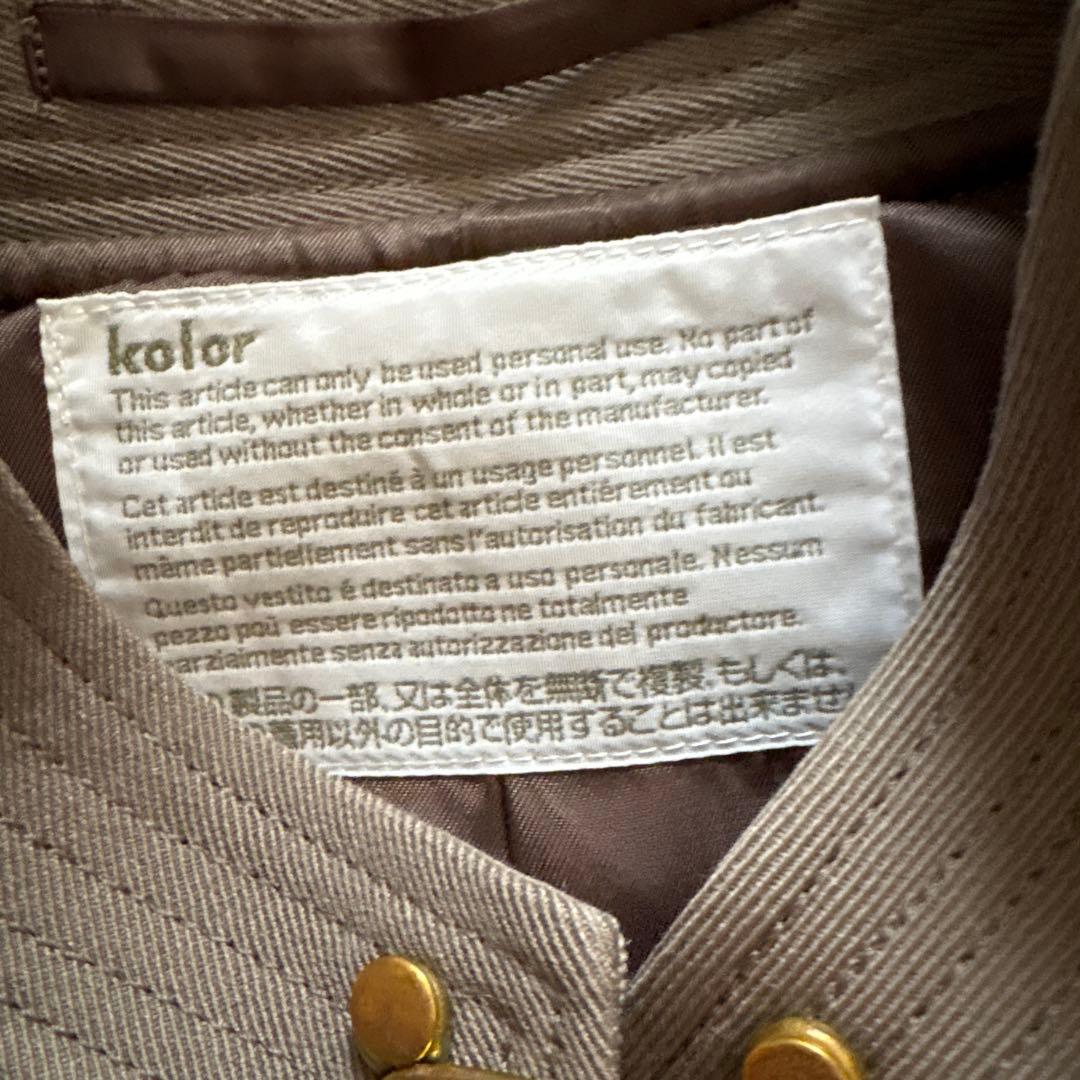 kolor
This article can only be used personal use. No part of
this article, whether in whole or in part, may copied
or used without the consent of the manufacturer.
Cet article est destiné à un usage personnel. Il est
interdit de reproduire cet article entiérement ou
même partiellement sans l'autorisation du fabricant.
Questo vestito é destinato a uso personale. Nessum
pezzo poù essere ripodotto ne totalmente
arzialmente senza autorizzazione del productore.
の製品の一部、又は全体を無断で複製、もしくは、
着用以外の目的で使用することは出来ませ